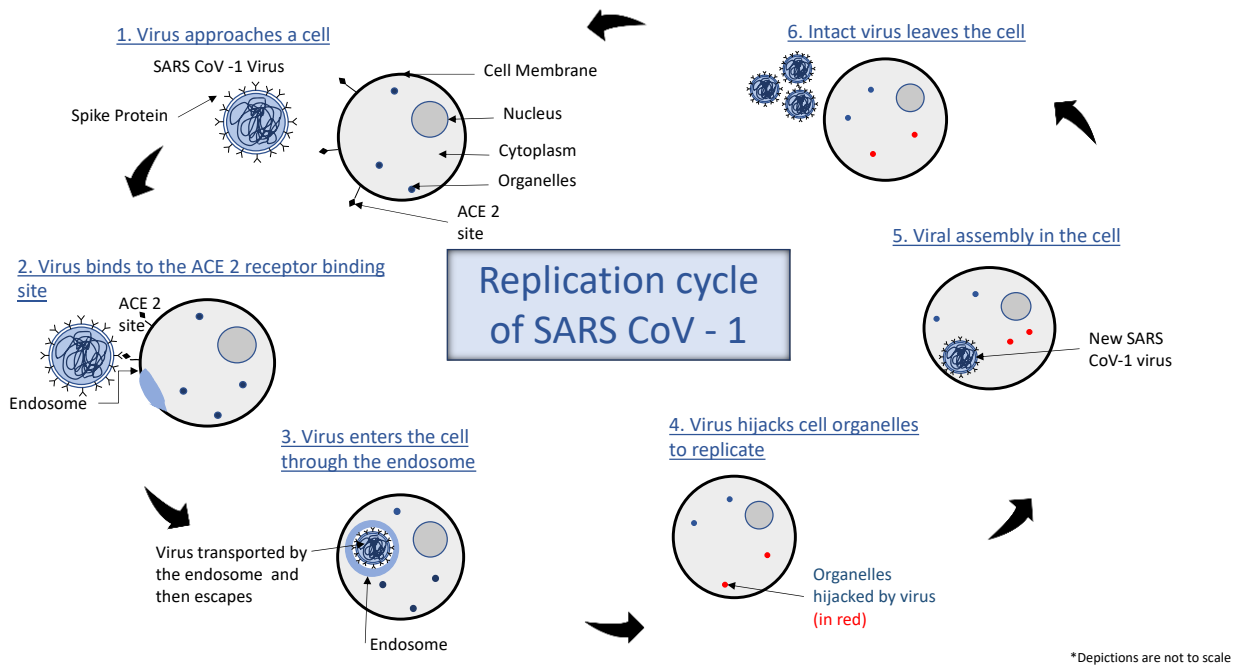 1. Virus approaches a cell
SARS CoV -1 Virus
Spike Protein
Cell Membrane
Nucleus
Cytoplasm
Organelles
ACE 2
site
2. Virus binds to the ACE 2 receptor binding
site
ACE 2
site
Endosome
3. Virus enters the cell
through the endosome
Virus transported by
the endosome and
then escapes
Endosome
4. Virus hijacks cell organelles
to replicate
Organelles
hijacked by virus
(in red)
5. Viral assembly in the cell
New SARS
CoV-1 virus
6. Intact virus leaves the cell
Replication cycle
of SARS CoV - 1
*Depictions are not to scale